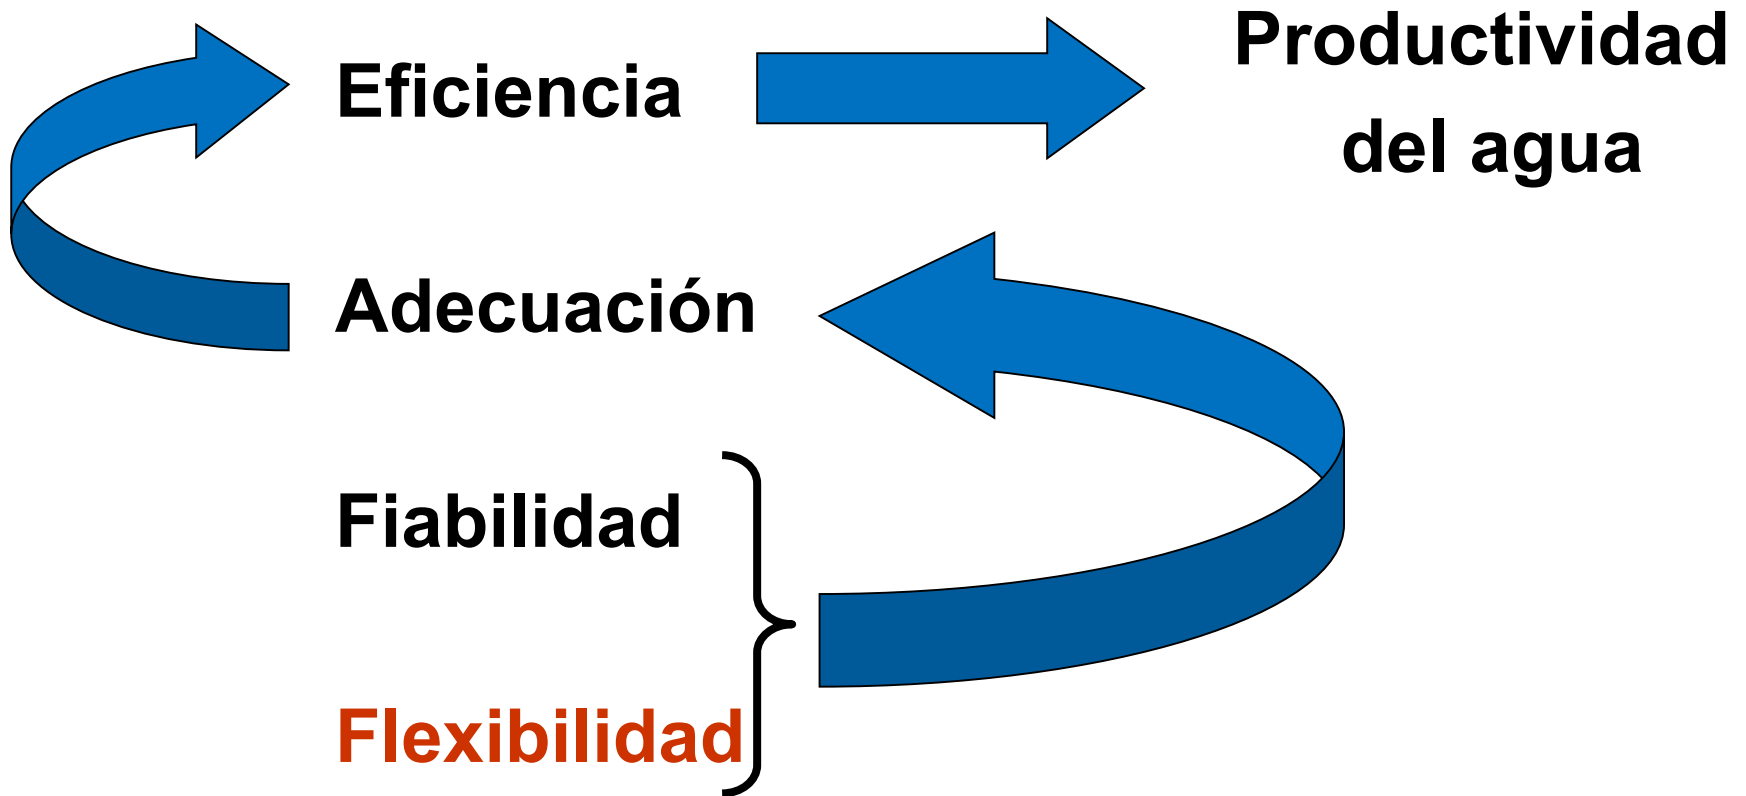 Eficiencia
Productividad
del agua
Adecuación
Fiabilidad
Flexibilidad